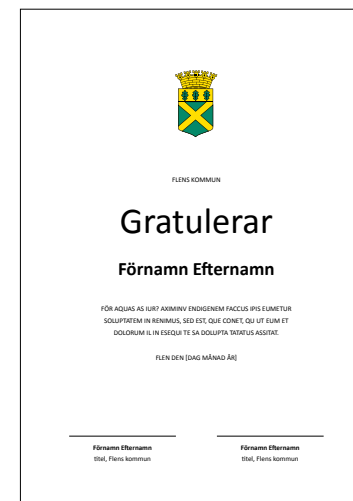 FLENS KOMMUN
Gratulerar
Förnamn Efternamn
FÖR AQUAS AS IUR? AXIMINV ENDIGENEM FACCUS IPIS EUMETUR
SOLUPTATEM IN RENIMUS, SED EST, QUE CONET, QU UT EUM ET
DOLORUM IL IN ESEQUI TE SA DOLUPTA TATATUS ASSITAT.
FLEN DEN [DAG MÅNAD ÅR]
Förnamn Efternamn Förnamn Efternamn
titel, Flens kommun titel, Flens kommun